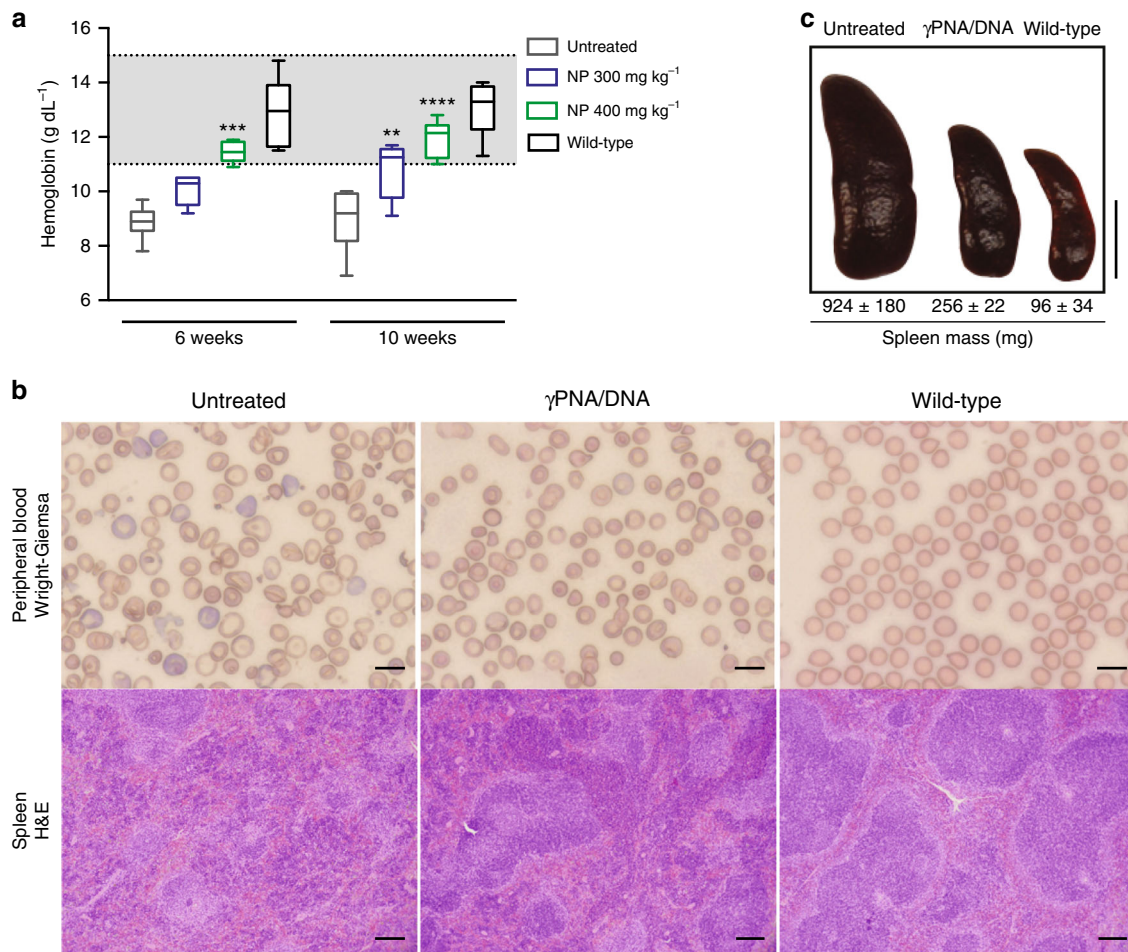 a
16
14
12
10
8
6
Hemoglobin (g dL⁻¹)
***
**
****
6 weeks
10 weeks
Untreated
NP 300 mg kg⁻¹
NP 400 mg kg⁻¹
Wild-type
c
Untreated γPNA/DNA Wild-type
924 ± 180 256 ± 22 96 ± 34
Spleen mass (mg)
b
Untreated γPNA/DNA Wild-type
Peripheral blood
Wright-Giemsa
Spleen
H&E